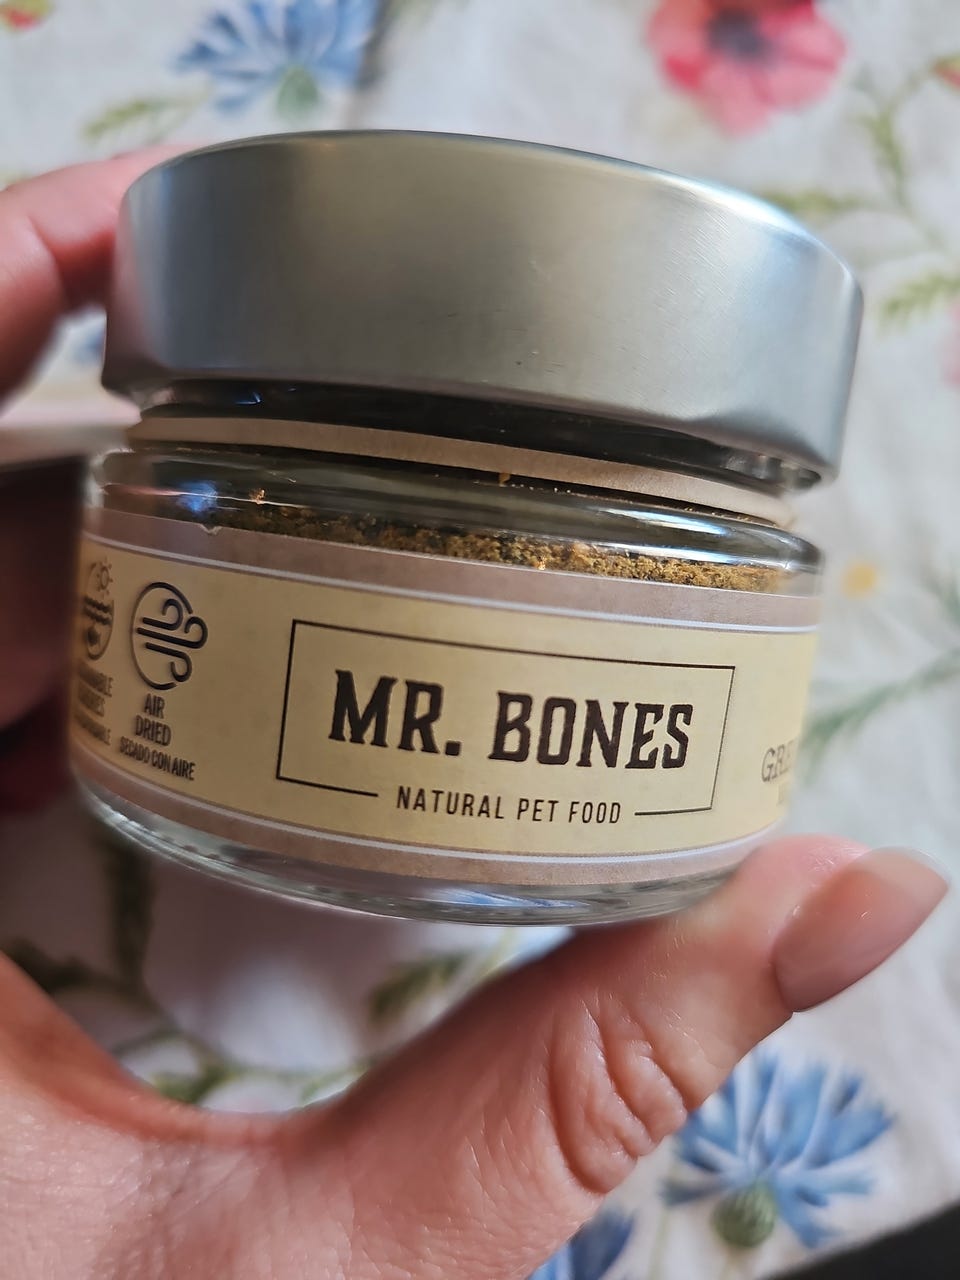 AIR
DRIED
SECADO CON AIRE
MR. BONES
NATURAL PET FOOD